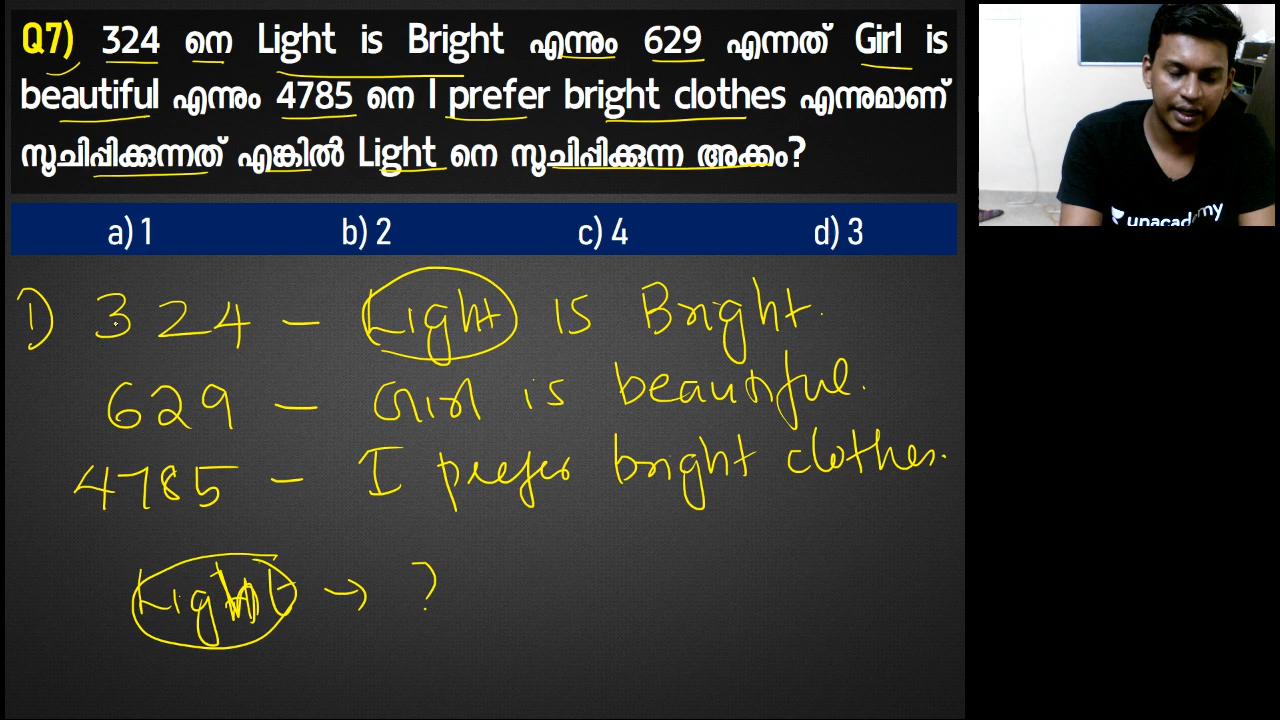 Q7) 324 നെ Light is Bright എന്നും 629 എന്നത് Girl is
beautiful എന്നും 4785 നെ I prefer bright clothes എന്നുമാണ്
സൂചിപ്പിക്കുന്നത് എങ്കിൽ Light നെ സൂചിപ്പിക്കുന്ന അക്കം?
a) 1 b) 2 c) 4 d) 3
1) 324 - Light is Bright.
629 - Girl is beautiful.
4785 - I prefer bright clothes.
Light → ?
unacademy